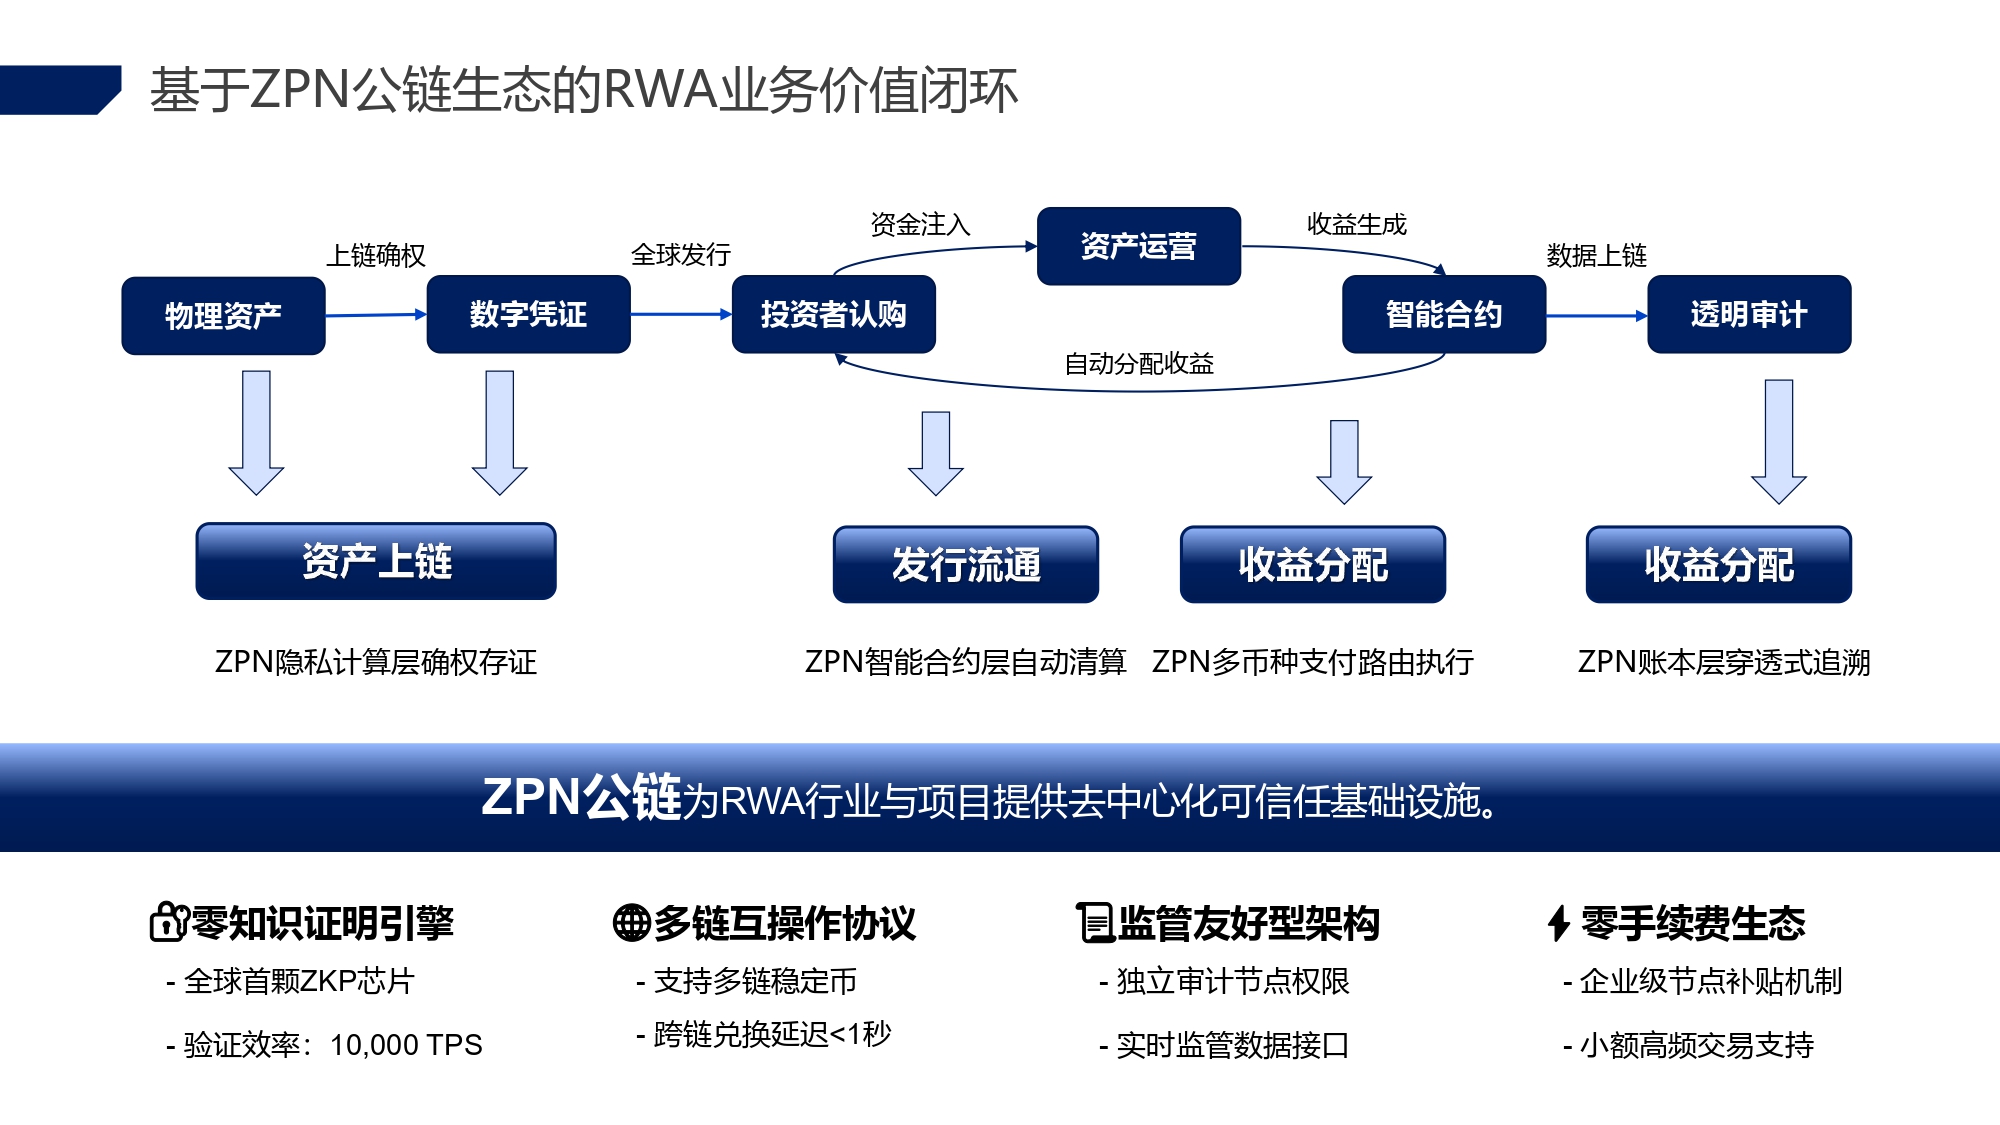 基于ZPN公链生态的RWA业务价值闭环
资金注入
资产运营
收益生成
上链确权
全球发行
数据上链
物理资产
数字凭证
投资者认购
智能合约
透明审计
自动分配收益
资产上链
发行流通
收益分配
收益分配
ZPN隐私计算层确权存证
ZPN智能合约层自动清算
ZPN多币种支付路由执行
ZPN账本层穿透式追溯
ZPN公链为RWA行业与项目提供去中心化可信任基础设施。
零知识证明引擎
- 全球首颗ZKP芯片
- 验证效率：10,000 TPS
多链互操作协议
- 支持多链稳定币
- 跨链兑换延迟<1秒
监管友好型架构
- 独立审计节点权限
- 实时监管数据接口
零手续费生态
- 企业级节点补贴机制
- 小额高频交易支持